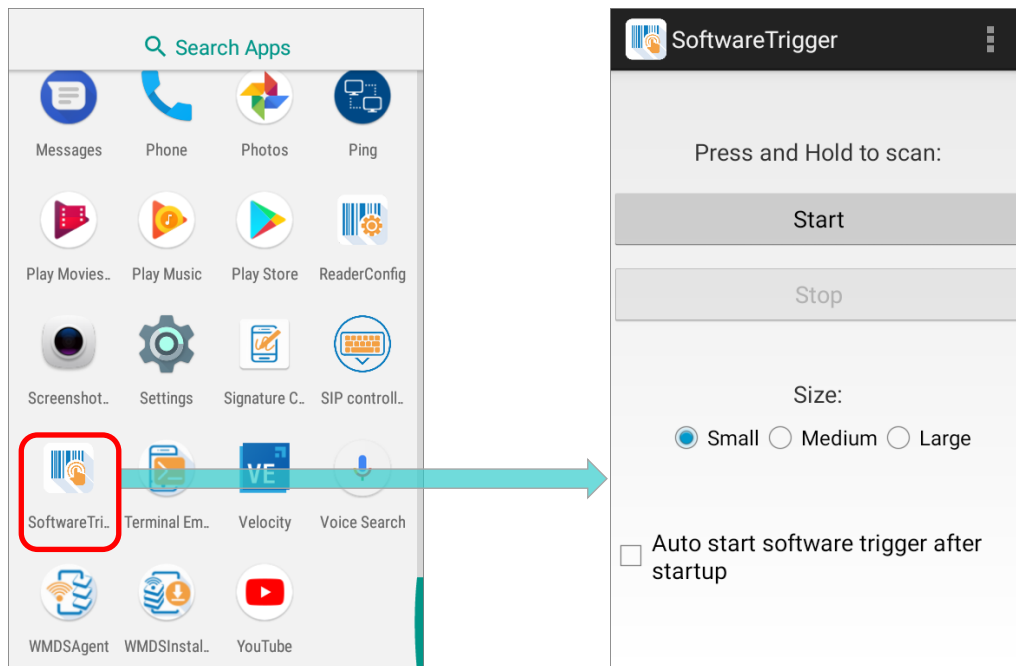 Search Apps
Messages
Phone
Photos
Ping
Play Movies..
Play Music
Play Store
ReaderConfig
Screenshot..
Settings
Signature C..
SIP controll..
SoftwareTri..
Terminal Em..
VE
Velocity
Voice Search
WMDSAgent
WMDSInstal..
YouTube
SoftwareTrigger
Press and Hold to scan:
Start
Stop
Size:
Small Medium Large
Auto start software trigger after
startup